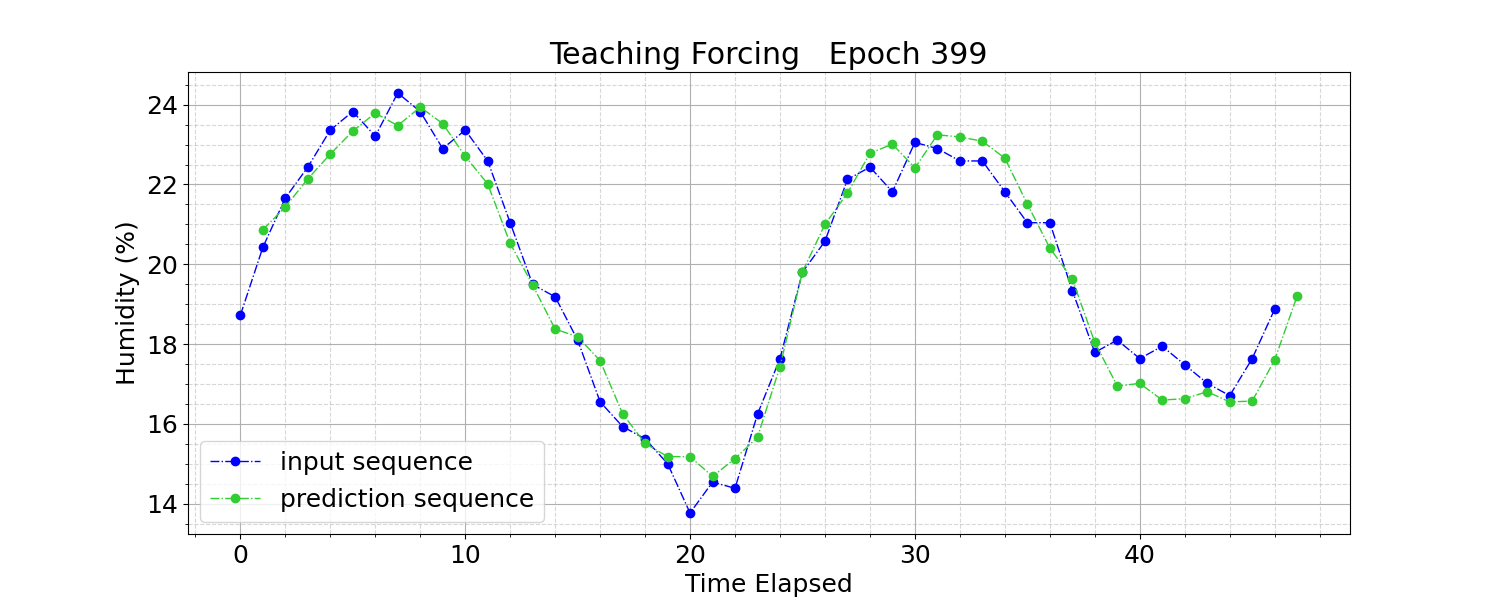 Teaching Forcing   Epoch 399
Humidity (%)
24
22
20
18
16
14
input sequence
prediction sequence
0 10 20 30 40
Time Elapsed